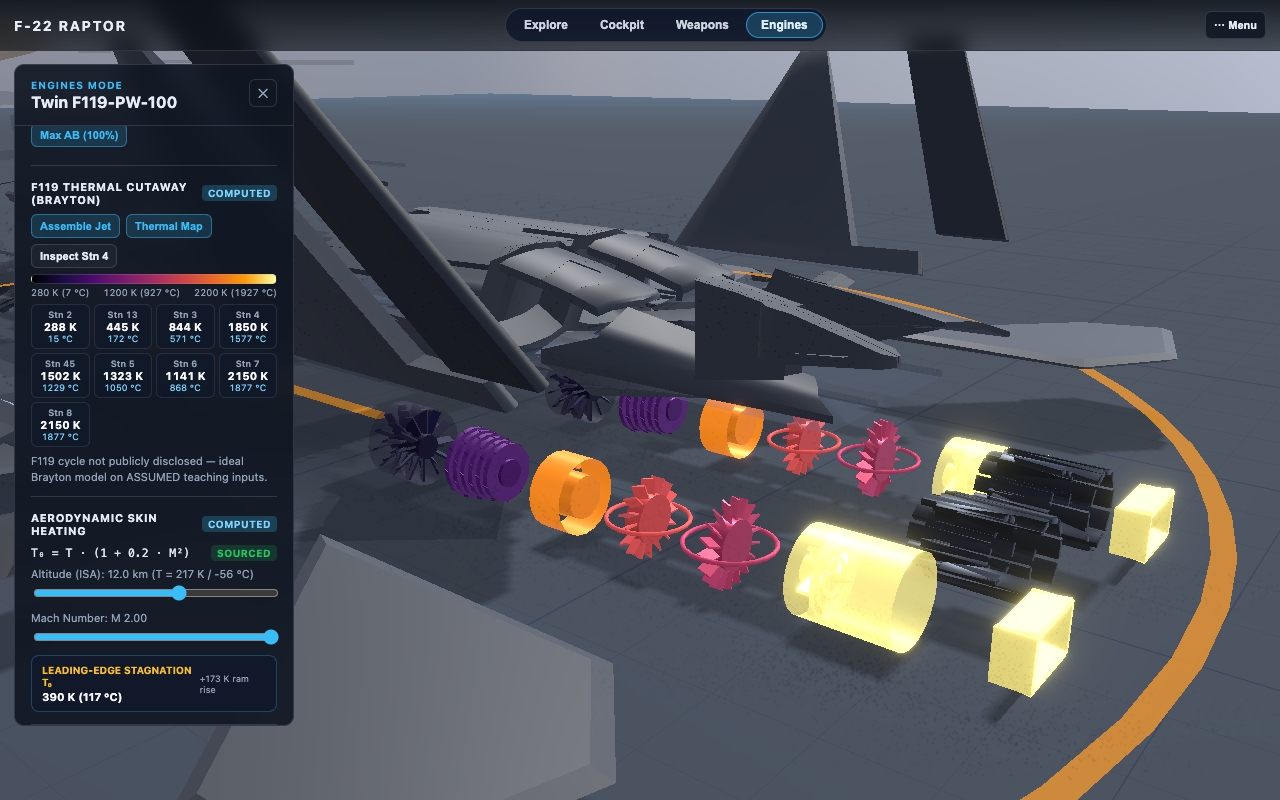 F-22 RAPTOR
Explore Cockpit Weapons Engines
··· Menu
ENGINES MODE
Twin F119-PW-100
Max AB (100%)
F119 THERMAL CUTAWAY (BRAYTON)
COMPUTED
Assemble Jet Thermal Map
Inspect Stn 4
280 K (7 °C) 1200 K (927 °C) 2200 K (1927 °C)
Stn 2 Stn 13 Stn 3 Stn 4
288 K 445 K 844 K 1850 K
15 °C 172 °C 571 °C 1577 °C
Stn 45 Stn 5 Stn 6 Stn 7
1502 K 1323 K 1141 K 2150 K
1229 °C 1050 °C 868 °C 1877 °C
Stn 8
2150 K
1877 °C
F119 cycle not publicly disclosed — ideal
Brayton model on ASSUMED teaching inputs.
AERODYNAMIC SKIN HEATING
COMPUTED
T₀ = T · (1 + 0.2 · M²) SOURCED
Altitude (ISA): 12.0 km (T = 217 K / -56 °C)
Mach Number: M 2.00
LEADING-EDGE STAGNATION T₀
+173 K ram rise
390 K (117 °C)